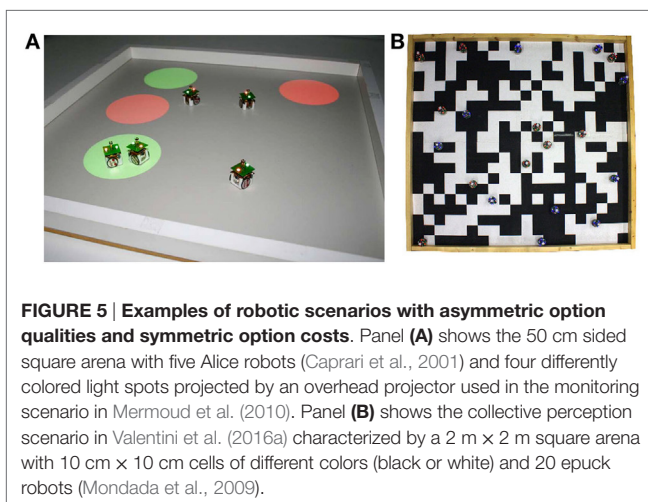 A
B
FIGURE 5 | Examples of robotic scenarios with asymmetric option
qualities and symmetric option costs. Panel (A) shows the 50 cm sided
square arena with five Alice robots (Caprari et al., 2001) and four differently
colored light spots projected by an overhead projector used in the monitoring
scenario in Mermoud et al. (2010). Panel (B) shows the collective perception
scenario in Valentini et al. (2016a) characterized by a 2 m × 2 m square arena
with 10 cm × 10 cm cells of different colors (black or white) and 20 epuck
robots (Mondada et al., 2009).